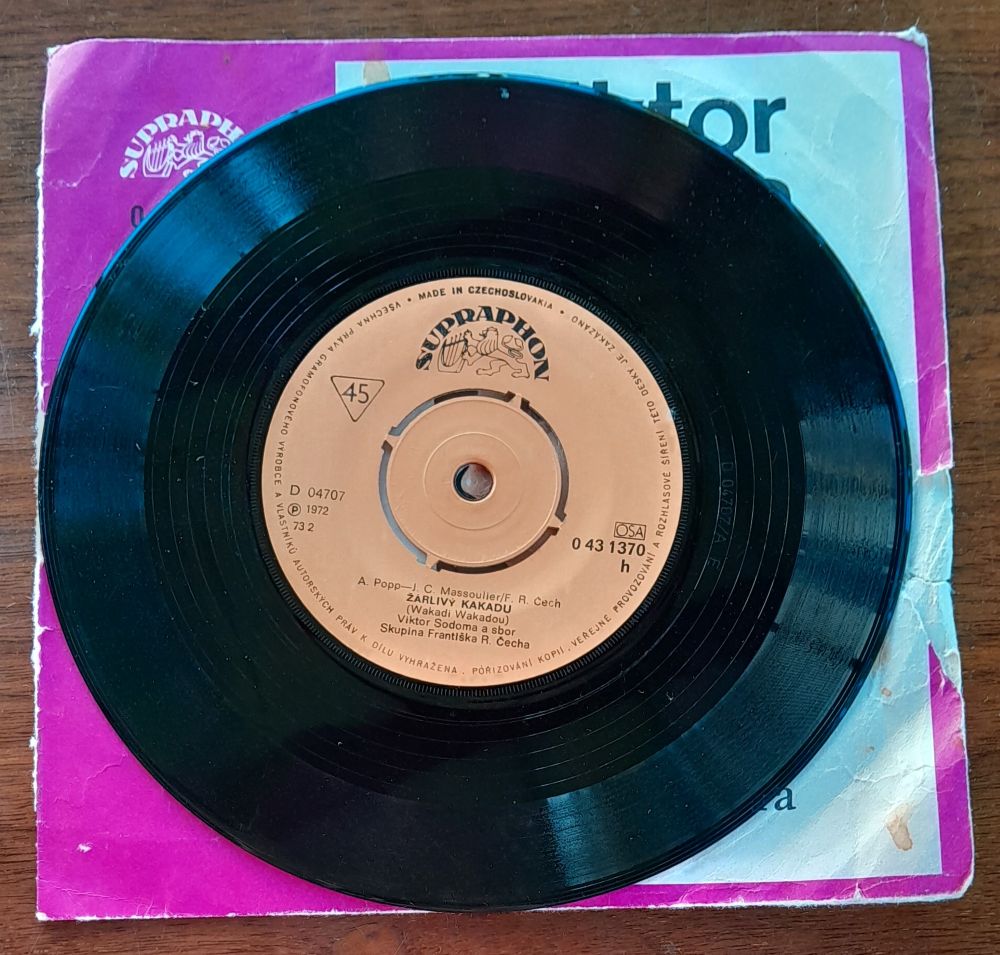 SUPRAPHON
ktor
MADE IN CZECHOSLOVAKIA • VŠECHNA PRÁVA GRAMOFONOVÉHO VÝROBCE A VLASTNÍKŮ AUTORSKÝCH PRÁV K DÍLU VYHRAŽENA . POŘIZOVÁNÍ KOPIÍ , VEŘEJNÉ PROVOZOVÁNÍ A ROZHLASOVÉ ŠÍŘENÍ TÉTO DESKY JE ZAKÁZÁNO •
SUPRAPHON
45
D 04707
Ⓟ 1972
73 2
OSA
0 43 1370
h
A. Popp—J. C. Massoulier/F. R. Čech
ŽÁRLIVÝ KAKADU
(Wakadi Wakadou)
Viktor Sodoma a sbor
Skupina Františka R. Čecha
ra